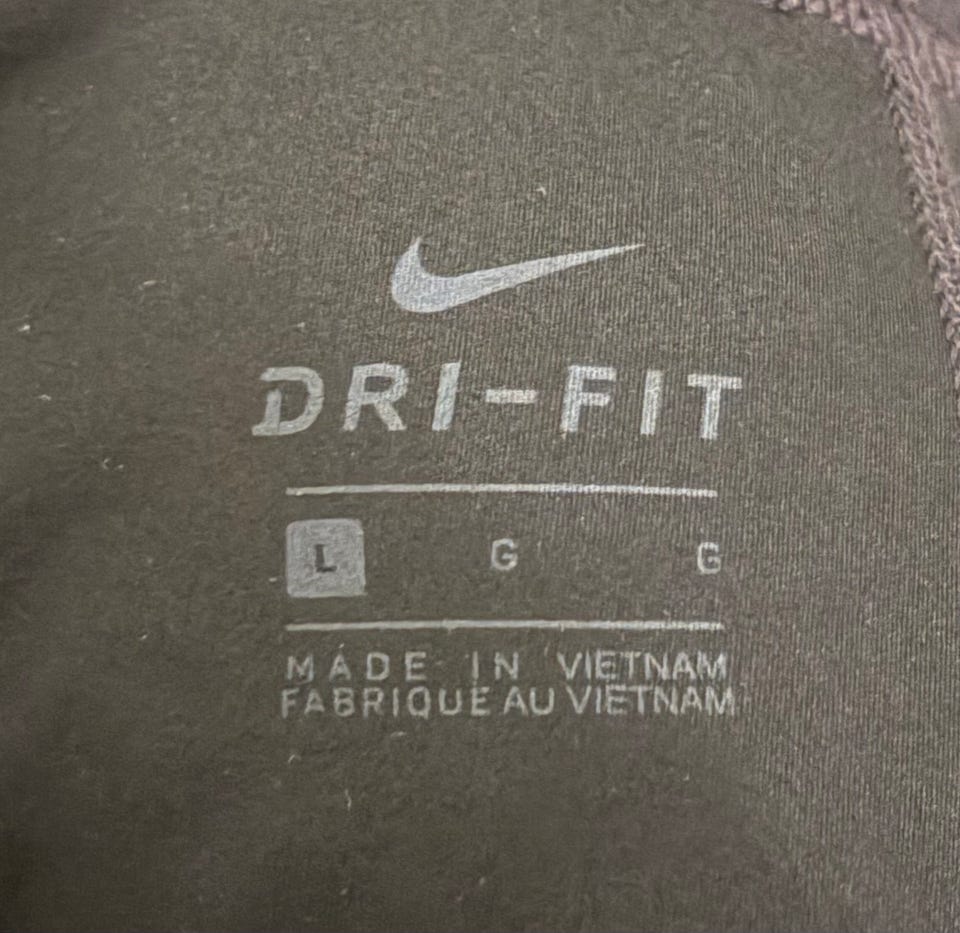 DRI-FIT
L G G
MADE IN VIETNAM
FABRIQUE AU VIETNAM